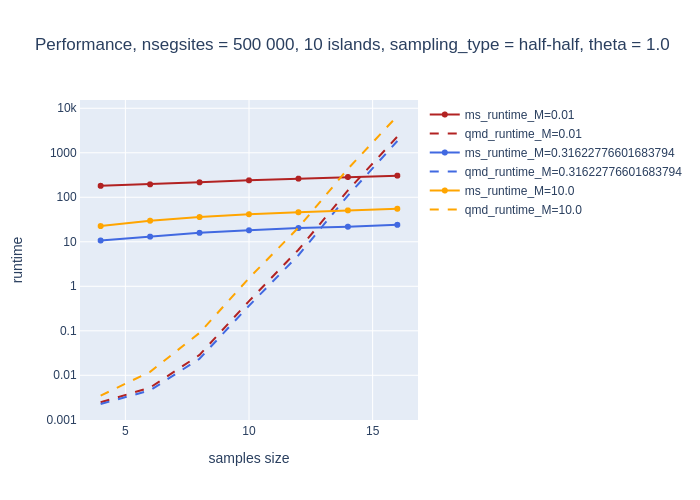 Performance, nsegsites = 500 000, 10 islands, sampling_type = half-half, theta = 1.0
10k
1000
100
10
1
0.1
0.01
0.001
5
10
15
runtime
samples size
ms_runtime_M=0.01
qmd_runtime_M=0.01
ms_runtime_M=0.31622776601683794
qmd_runtime_M=0.31622776601683794
ms_runtime_M=10.0
qmd_runtime_M=10.0